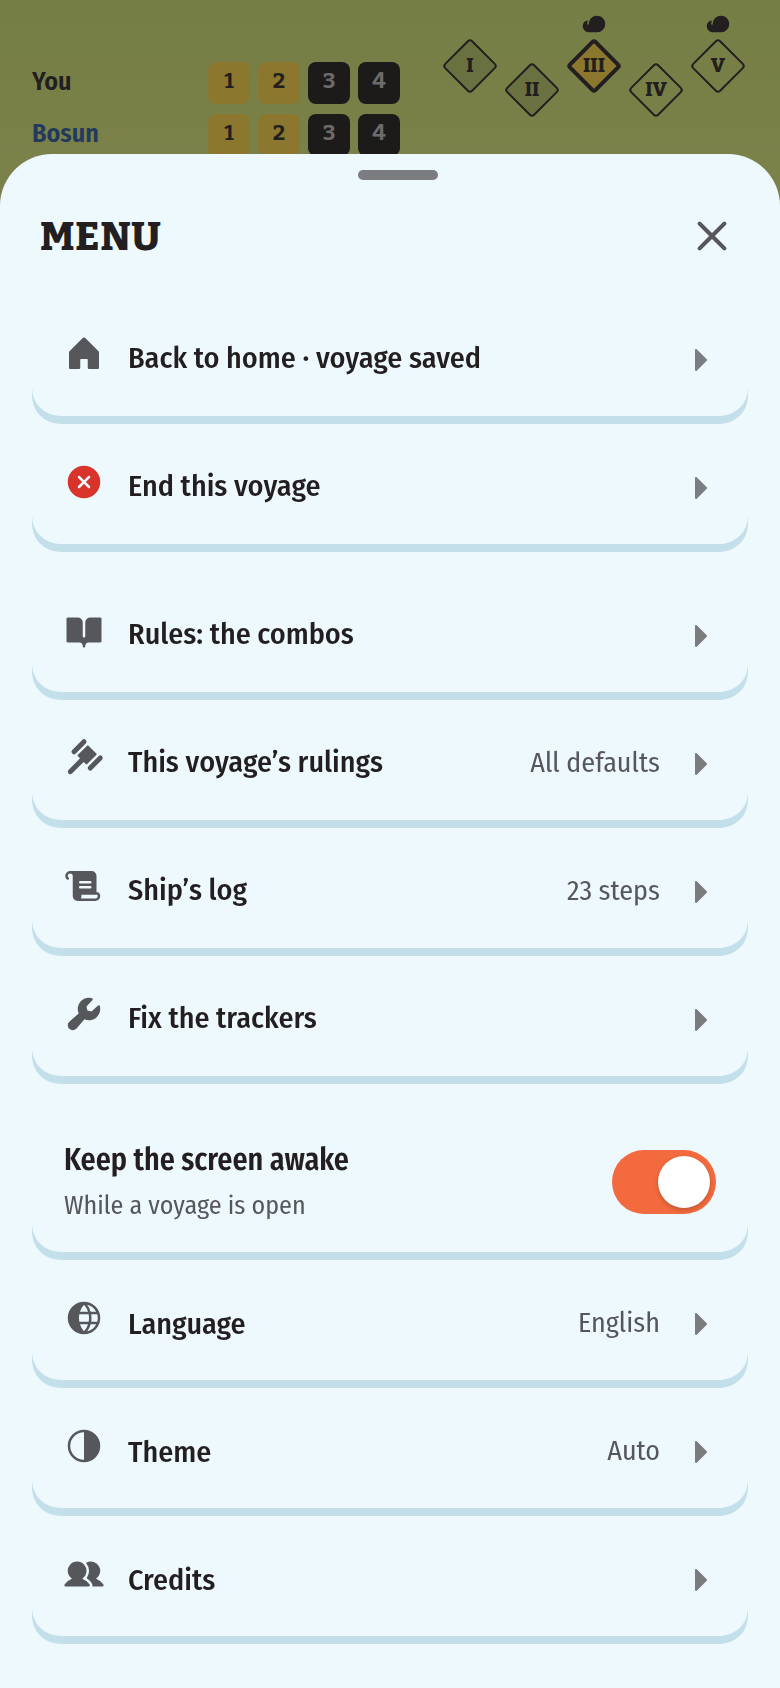 You 1 2 3 4
I II III IV V
Bosun 1 2 3 4
MENU
Back to home · voyage saved
End this voyage
Rules: the combos
This voyage’s rulings All defaults
Ship’s log 23 steps
Fix the trackers
Keep the screen awake
While a voyage is open
Language English
Theme Auto
Credits